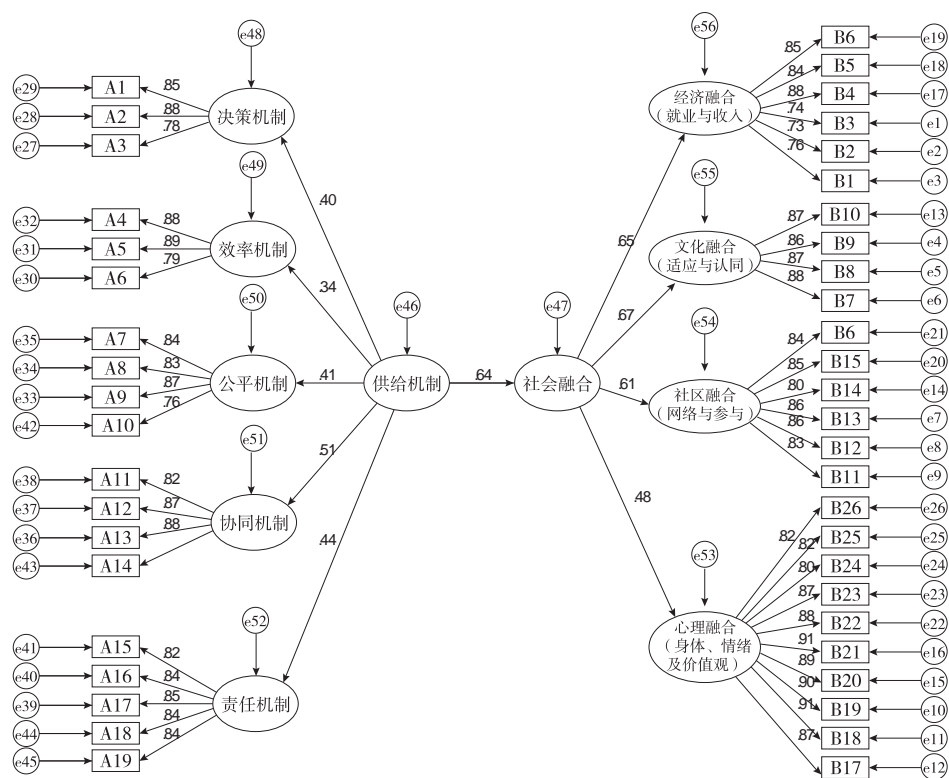 e48
e29 A1 .85
e28 A2 .88
e27 A3 .78
决策机制
e49
e32 A4 .88
e31 A5 .89
e30 A6 .79
效率机制
e50
e35 A7 .84
e34 A8 .83
e33 A9 .87
e42 A10 .76
公平机制
e51
e38 A11 .82
e37 A12 .87
e36 A13 .88
e43 A14
协同机制
e52
e41 A15 .82
e40 A16 .84
e39 A17 .85
e44 A18 .84
e45 A19 .84
责任机制
.40
.34
.41
.51
.44
e46
供给机制
.64
e47
社会融合
.65
.67
.61
.48
e56
经济融合
（就业与收入）
.85 B6 e19
.84 B5 e18
.88 B4 e17
.74 B3 e1
.73 B2 e2
.76 B1 e3
e55
文化融合
（适应与认同）
.87 B10 e13
.86 B9 e4
.87 B8 e5
.88 B7 e6
e54
社区融合
（网络与参与）
.84 B6 e21
.85 B15 e20
.80 B14 e14
.86 B13 e7
.86 B12 e8
.83 B11 e9
e53
心理融合
（身体、情绪
及价值观）
.82 B26 e26
.82 B25 e25
.80 B24 e24
.87 B23 e23
.88 B22 e22
.91 B21 e16
.89 B20 e15
.90 B19 e10
.91 B18 e11
.87 B17 e12